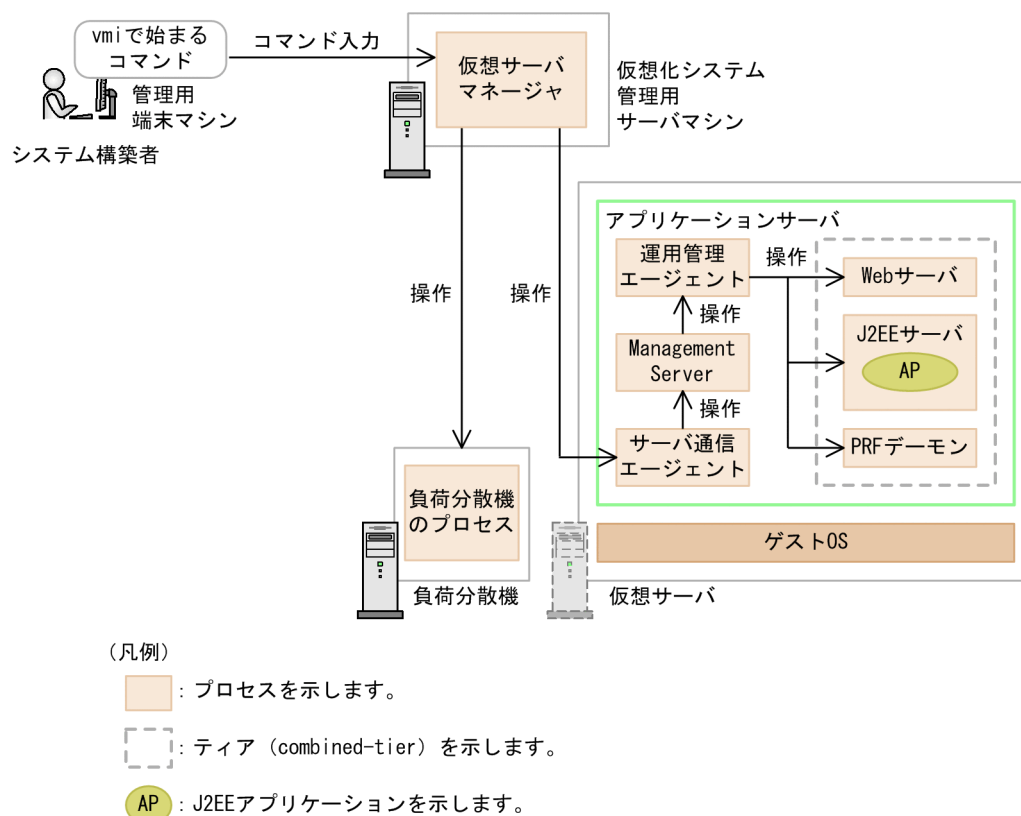 vmiで始まる
コマンド
コマンド入力
管理用
端末マシン
システム構築者
仮想サーバ
マネージャ
仮想化システム
管理用
サーバマシン
操作
操作
アプリケーションサーバ
運用管理
エージェント
操作
Webサーバ
操作
Management
Server
J2EEサーバ
AP
操作
サーバ通信
エージェント
PRFデーモン
負荷分散機
のプロセス
負荷分散機
ゲストOS
仮想サーバ
(凡例)
: プロセスを示します。
: ティア（combined-tier）を示します。
AP : J2EEアプリケーションを示します。